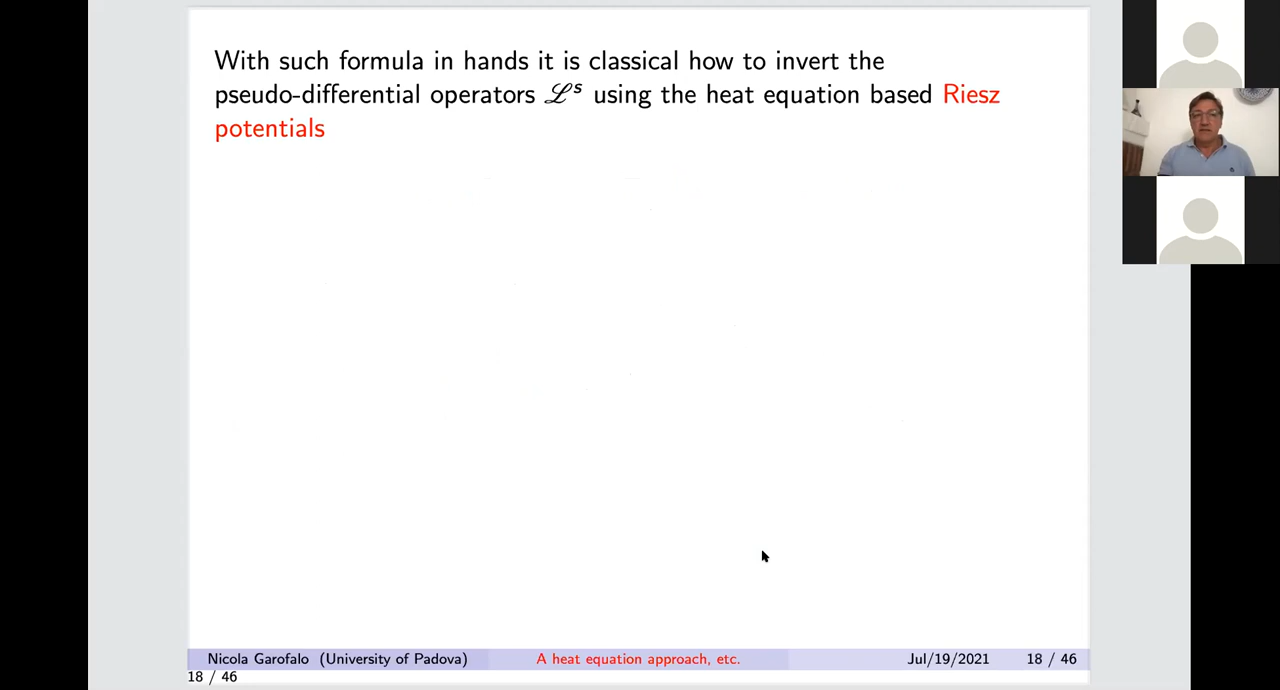 With such formula in hands it is classical how to invert the
pseudo-differential operators ℒˢ using the heat equation based Riesz
potentials
Nicola Garofalo (University of Padova) A heat equation approach, etc. Jul/19/2021 18 / 46
18 / 46